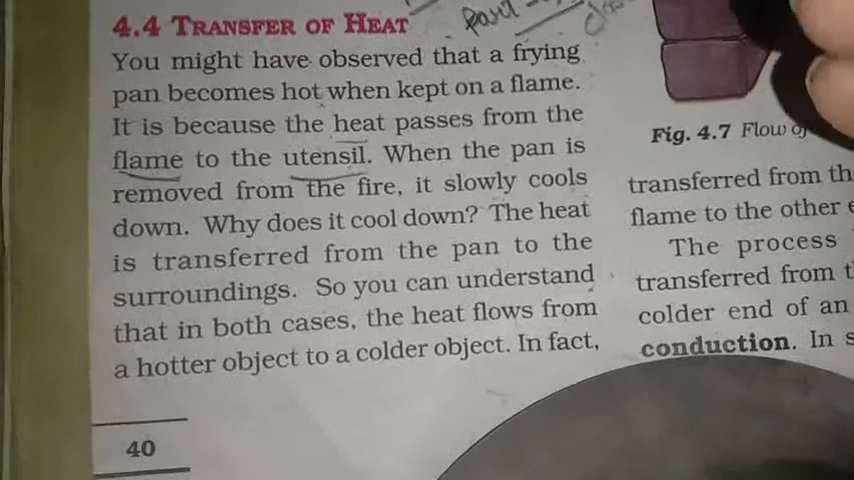 4.4 TRANSFER OF HEAT
You might have observed that a frying
pan becomes hot when kept on a flame.
It is because the heat passes from the
flame to the utensil. When the pan is
removed from the fire, it slowly cools
down. Why does it cool down? The heat
is transferred from the pan to the
surroundings. So you can understand
that in both cases, the heat flows from
a hotter object to a colder object. In fact,
40
Fig. 4.7 Flow of
transferred from th
flame to the other e
The process
transferred from t
colder end of an
conduction. In s